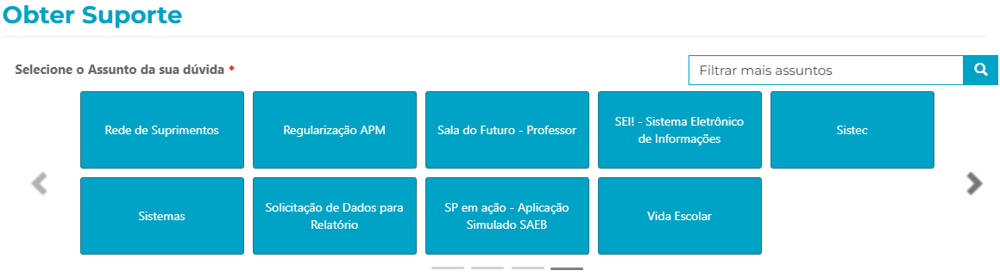 Obter Suporte
Selecione o Assunto da sua dúvida *
Filtrar mais assuntos
Rede de Suprimentos
Regularização APM
Sala do Futuro - Professor
SEI! - Sistema Eletrônico
de Informações
Sistec
Sistemas
Solicitação de Dados para
Relatório
SP em ação - Aplicação
Simulado SAEB
Vida Escolar